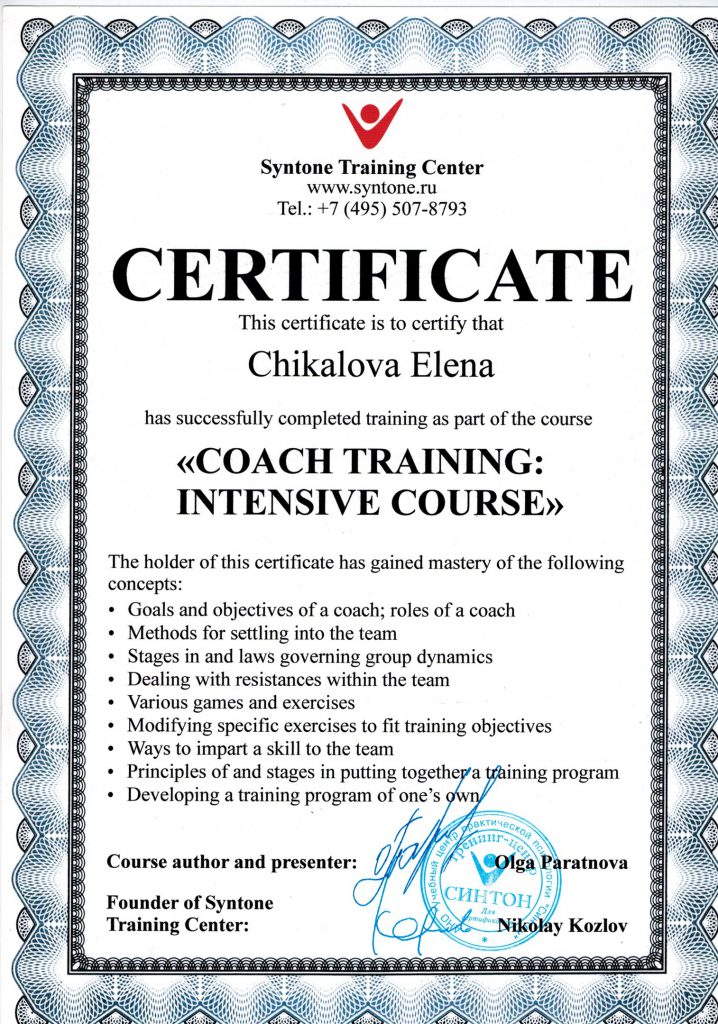 Syntone Training Center
www.syntone.ru
Tel.: +7 (495) 507-8793
CERTIFICATE
This certificate is to certify that
Chikalova Elena
has successfully completed training as part of the course
«COACH TRAINING:
INTENSIVE COURSE»
The holder of this certificate has gained mastery of the following
concepts:
• Goals and objectives of a coach; roles of a coach
• Methods for settling into the team
• Stages in and laws governing group dynamics
• Dealing with resistances within the team
• Various games and exercises
• Modifying specific exercises to fit training objectives
• Ways to impart a skill to the team
• Principles of and stages in putting together a training program
• Developing a training program of one's own
Course author and presenter: Olga Paratnova
Founder of Syntone
Training Center: Nikolay Kozlov
учебный центр практической психологии
Тренинг-центр
СИНТОН
Для